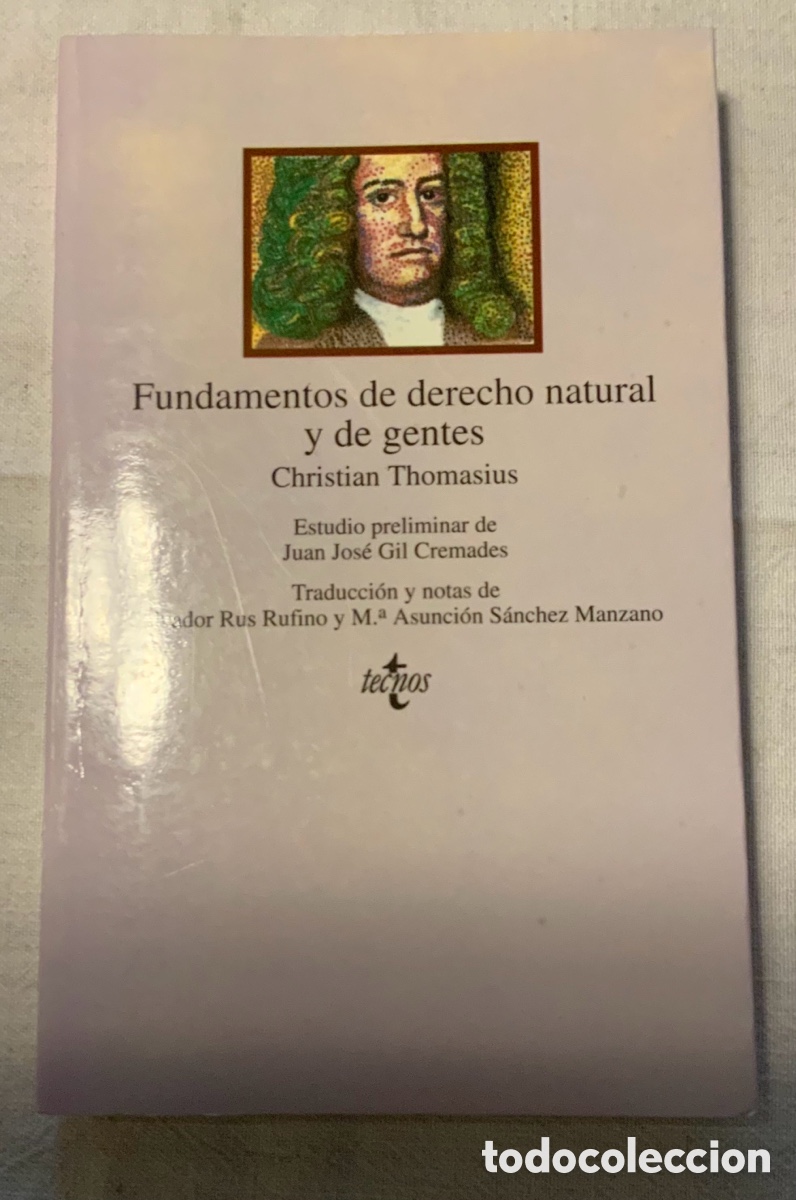 Fundamentos de derecho natural
y de gentes
Christian Thomasius
Estudio preliminar de
Juan José Gil Cremades
Traducción y notas de
Rus Rufino y M.ª Asunción Sánchez Manzano
tecnos
todocoleccion